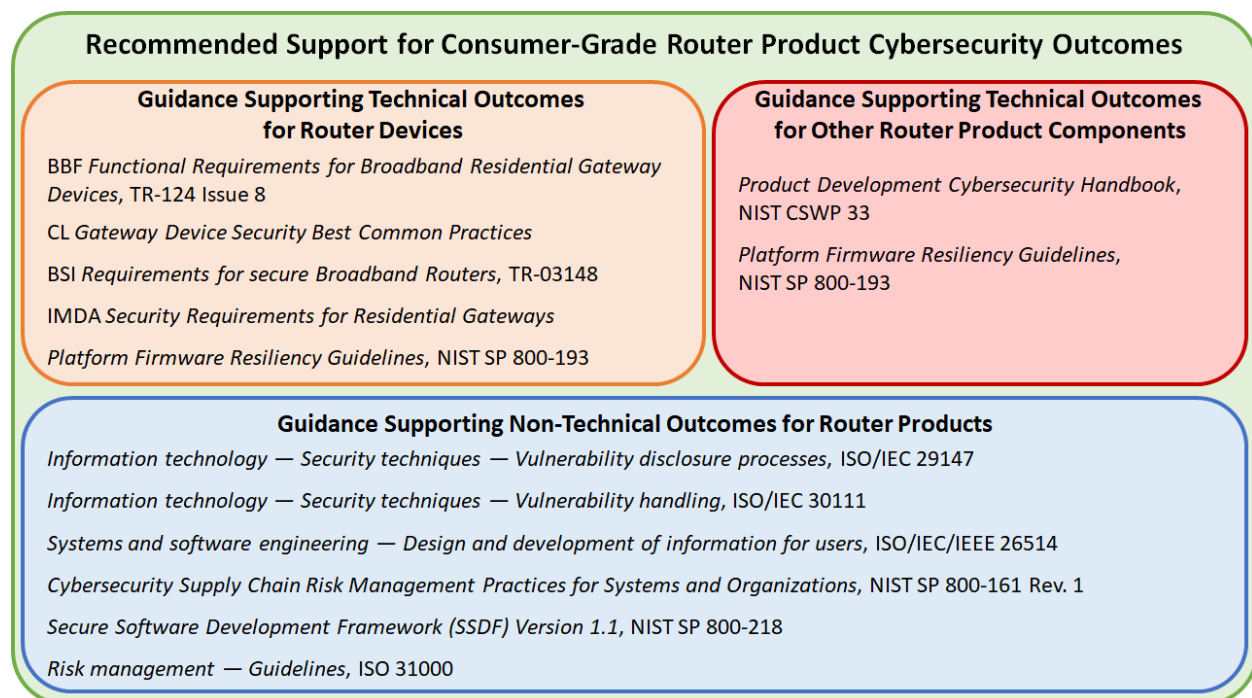 Recommended Support for Consumer-Grade Router Product Cybersecurity Outcomes
Guidance Supporting Technical Outcomes
for Router Devices
BBF Functional Requirements for Broadband Residential Gateway
Devices, TR-124 Issue 8
CL Gateway Device Security Best Common Practices
BSI Requirements for secure Broadband Routers, TR-03148
IMDA Security Requirements for Residential Gateways
Platform Firmware Resiliency Guidelines, NIST SP 800-193
Guidance Supporting Technical Outcomes
for Other Router Product Components
Product Development Cybersecurity Handbook,
NIST CSWP 33
Platform Firmware Resiliency Guidelines,
NIST SP 800-193
Guidance Supporting Non-Technical Outcomes for Router Products
Information technology — Security techniques — Vulnerability disclosure processes, ISO/IEC 29147
Information technology — Security techniques — Vulnerability handling, ISO/IEC 30111
Systems and software engineering — Design and development of information for users, ISO/IEC/IEEE 26514
Cybersecurity Supply Chain Risk Management Practices for Systems and Organizations, NIST SP 800-161 Rev. 1
Secure Software Development Framework (SSDF) Version 1.1, NIST SP 800-218
Risk management — Guidelines, ISO 31000